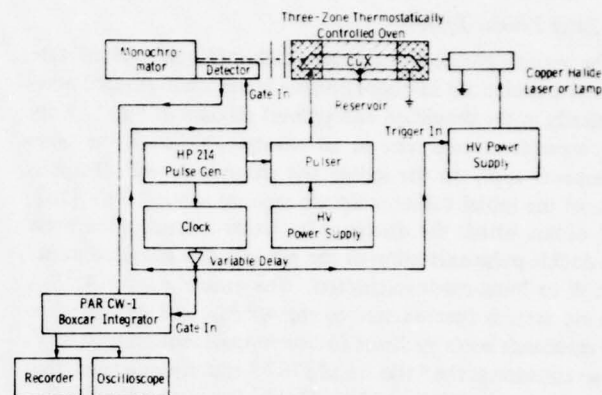 Three-Zone Thermostatically
Controlled Oven
Monochro-
mator
Detector
Gate In
CuX
Reservoir
Copper Halide
Laser or Lamp
Trigger In
HV Power
Supply
HP 214
Pulse Gen.
Pulser
Clock
HV
Power Supply
Variable Delay
PAR CW-1
Boxcar Integrator
Gate In
Recorder
Oscilloscope